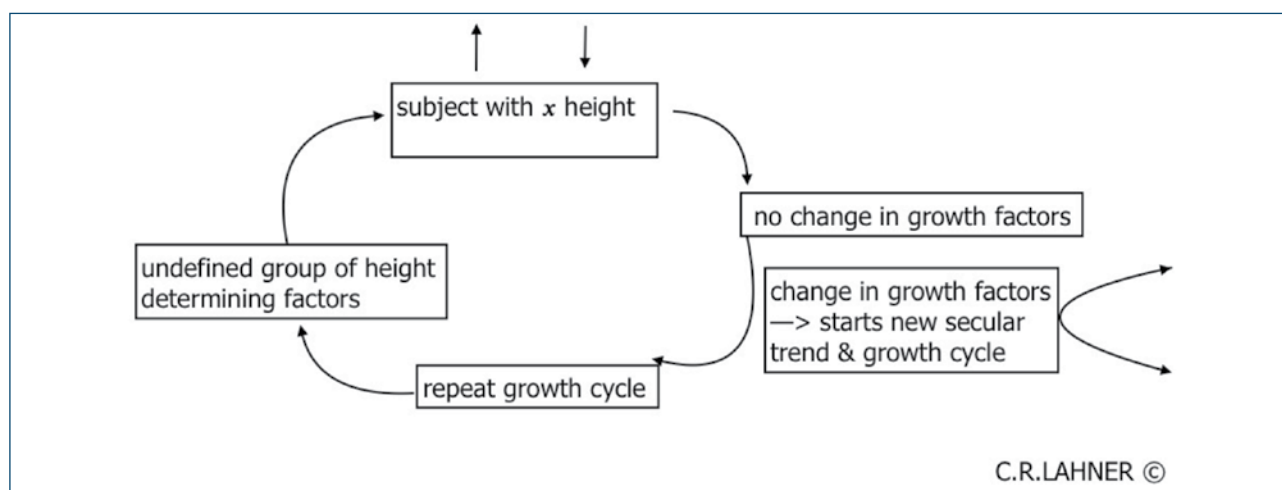 subject with x height
no change in growth factors
undefined group of height
determining factors
change in growth factors
—> starts new secular
trend & growth cycle
repeat growth cycle
C.R.LAHNER ©